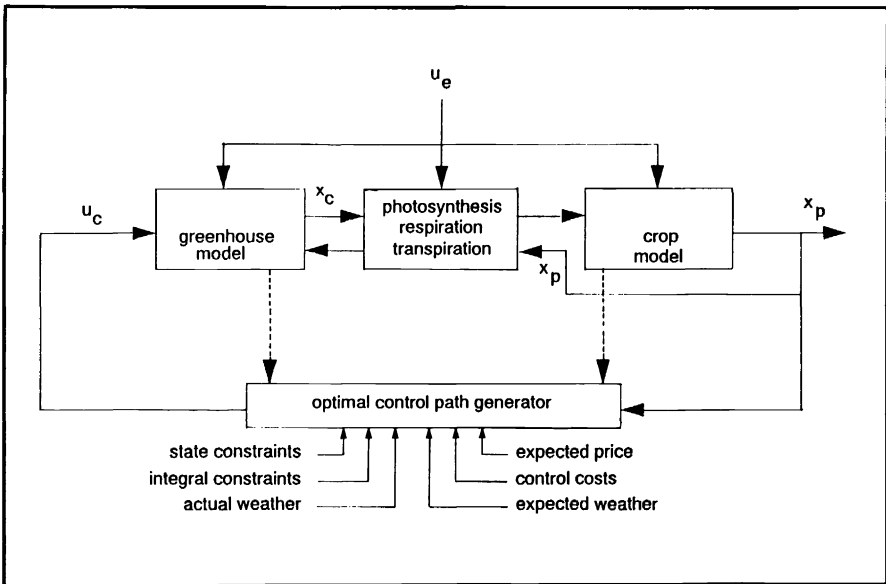 u_e
u_c
x_c
x_p
greenhouse
model
photosynthesis
respiration
transpiration
crop
model
x_p
optimal control path generator
state constraints
integral constraints
actual weather
expected price
control costs
expected weather